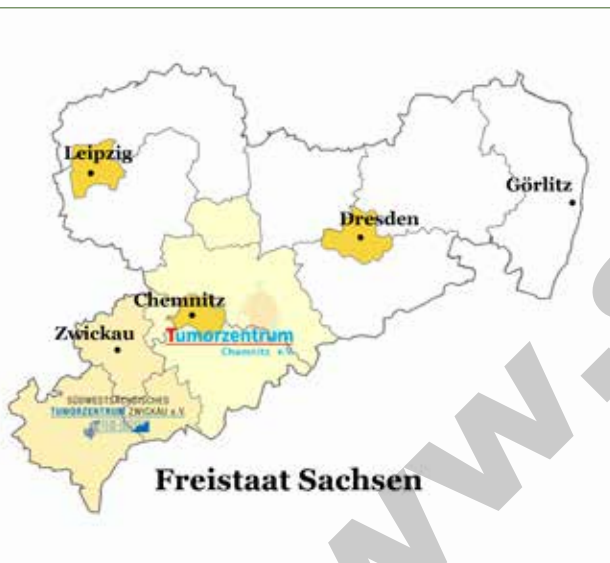 Leipzig
Görlitz
Dresden
Chemnitz
Tumorzentrum
Chemnitz e.V.
Zwickau
SÜDWESTSÄCHSISCHES
TUMORZENTRUM ZWICKAU e.V.
Freistaat Sachsen